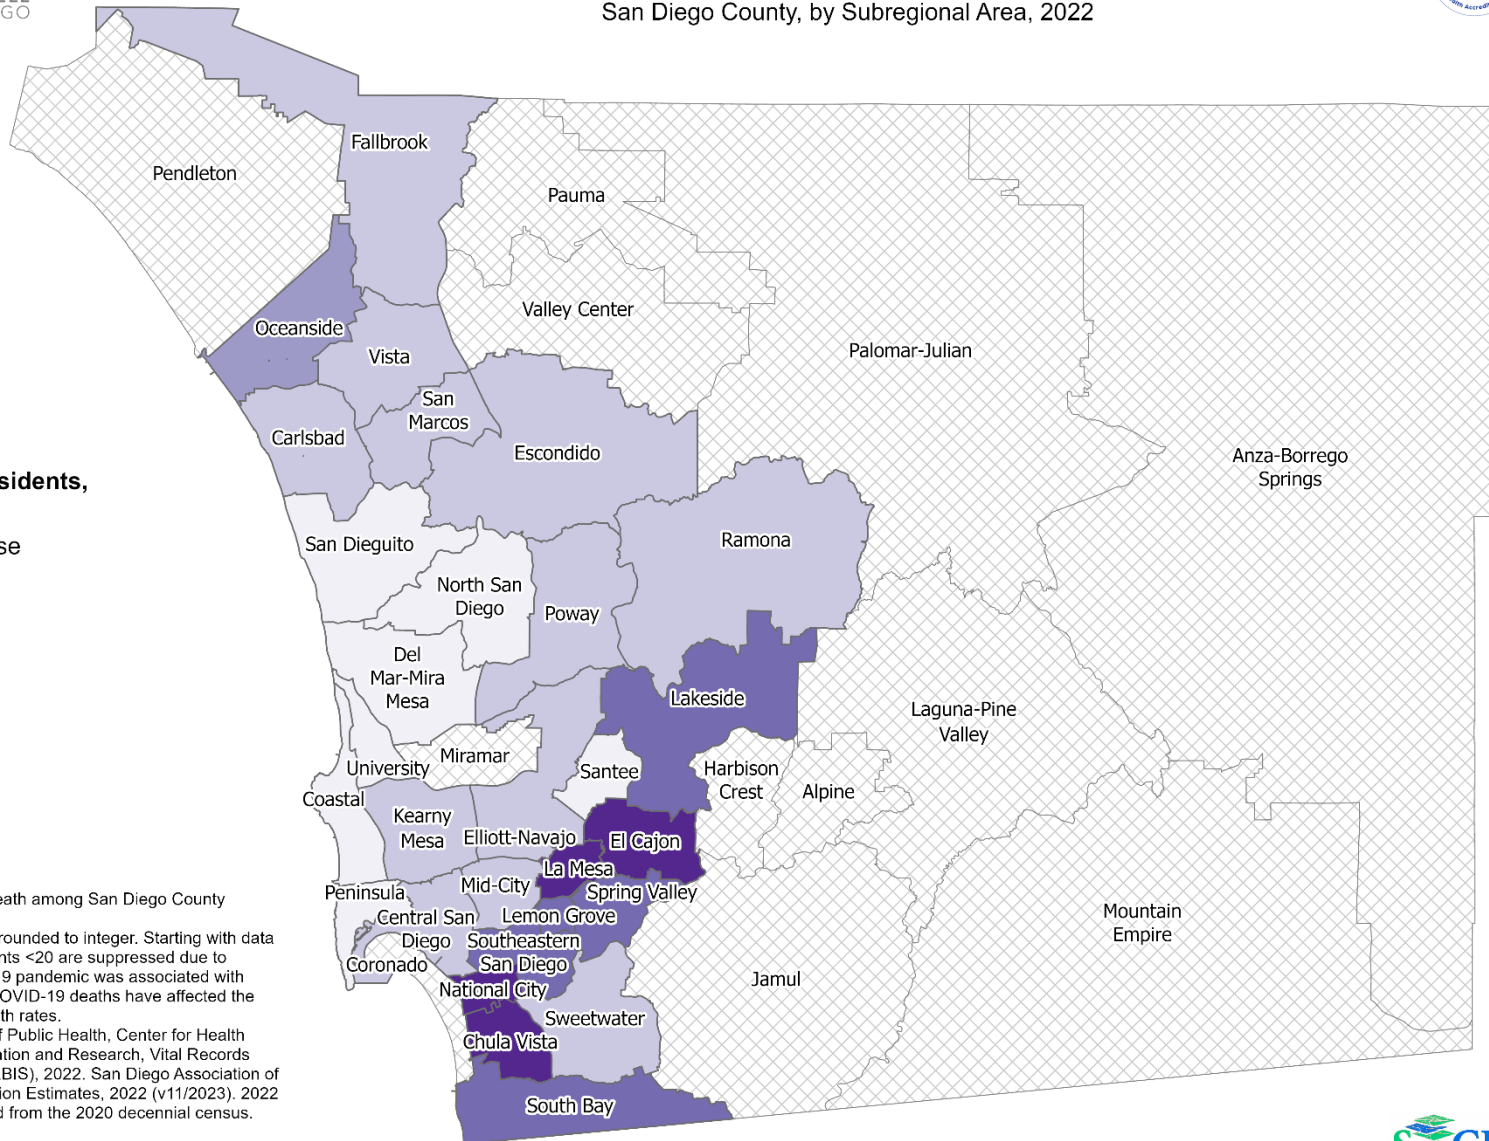 GO
San Diego County, by Subregional Area, 2022
Fallbrook
Pendleton
Pauma
Valley Center
Oceanside
Vista
Palomar-Julian
San
Marcos
Carlsbad
Escondido
Anza-Borrego
Springs
sidents,
se
San Dieguito
Ramona
North San
Diego
Poway
Del
Mar-Mira
Mesa
Lakeside
Laguna-Pine
Valley
Miramar
University
Santee
Harbison
Crest
Alpine
Coastal
Kearny
Mesa
Elliott-Navajo
El Cajon
La Mesa
Mid-City
Spring Valley
Peninsula
Central San
Diego
Lemon Grove
Southeastern
San Diego
Coronado
National City
Mountain
Empire
Jamul
Sweetwater
Chula Vista
South Bay
eath among San Diego County
rounded to integer. Starting with data
nts <20 are suppressed due to
9 pandemic was associated with
OVID-19 deaths have affected the
th rates.
f Public Health, Center for Health
ation and Research, Vital Records
BIS), 2022. San Diego Association of
ion Estimates, 2022 (v11/2023). 2022
d from the 2020 decennial census.